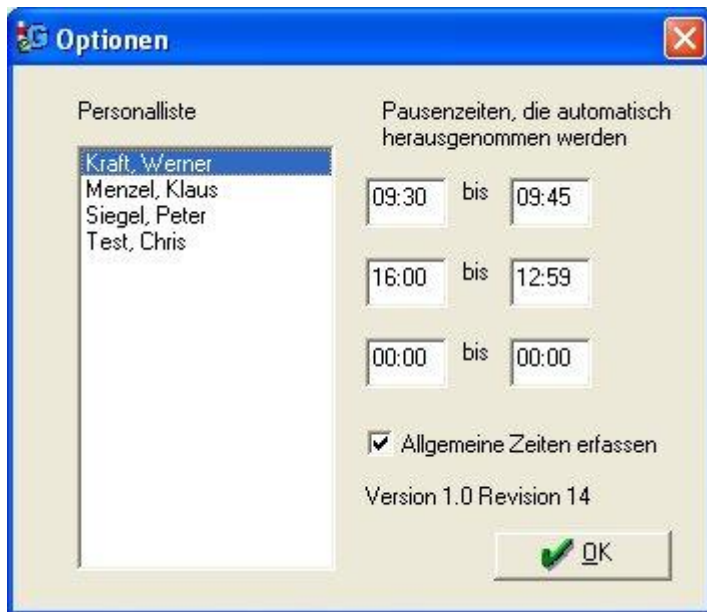 Optionen
Personalliste
Kraft, Werner
Menzel, Klaus
Siegel, Peter
Test, Chris
Pausenzeiten, die automatisch
herausgenommen werden
09:30 bis 09:45
16:00 bis 12:59
00:00 bis 00:00
Allgemeine Zeiten erfassen
Version 1.0 Revision 14
OK